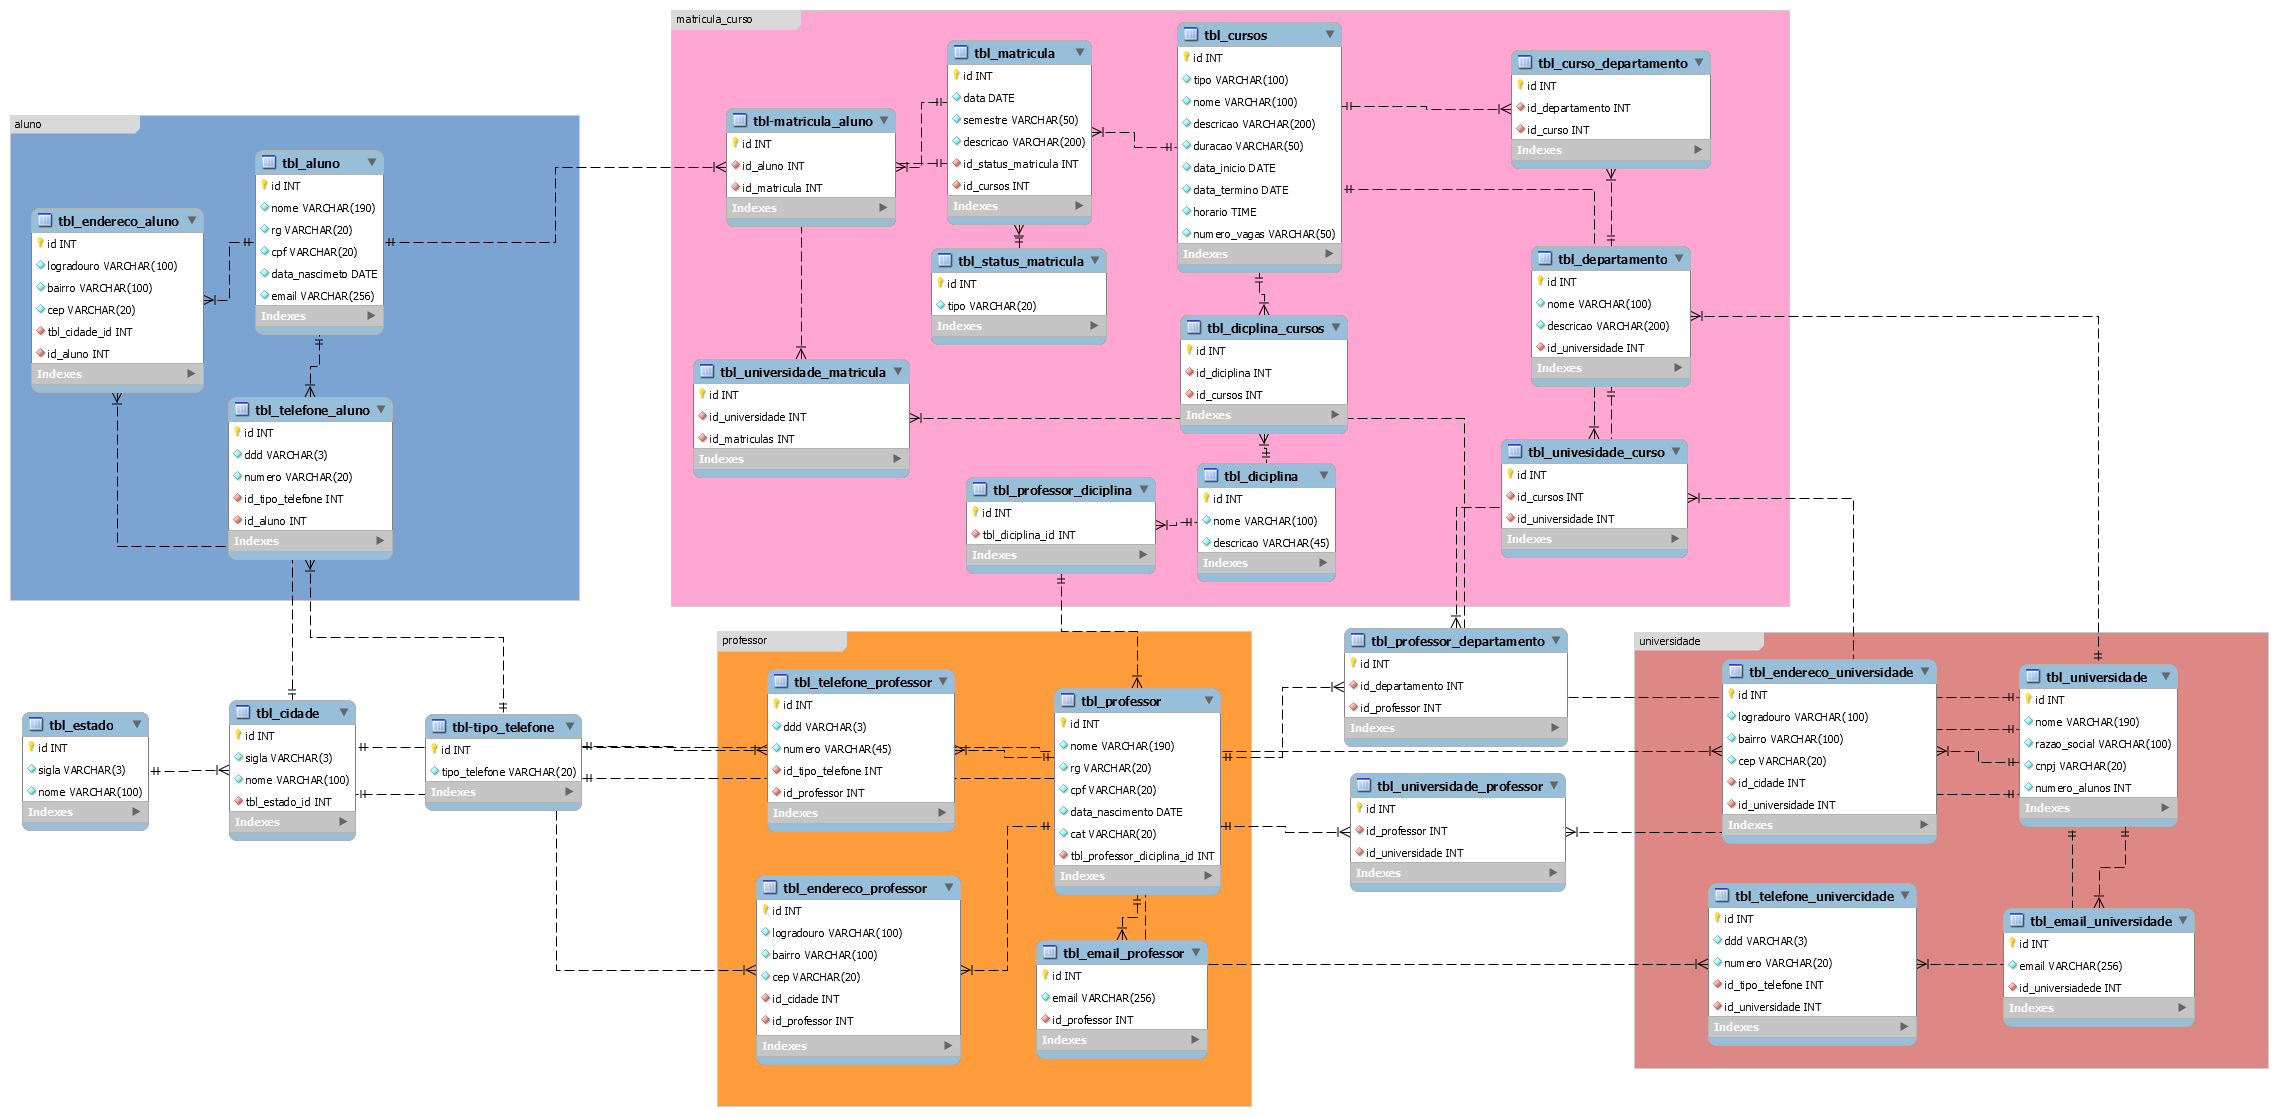 aluno
tbl_aluno
id INT
nome VARCHAR(190)
rg VARCHAR(20)
cpf VARCHAR(20)
data_nascimeto DATE
email VARCHAR(256)
Indexes
tbl_endereco_aluno
id INT
logradouro VARCHAR(100)
bairro VARCHAR(100)
cep VARCHAR(20)
tbl_cidade_id INT
id_aluno INT
Indexes
tbl_telefone_aluno
id INT
ddd VARCHAR(3)
numero VARCHAR(20)
id_tipo_telefone INT
id_aluno INT
Indexes
matricula_curso
tbl-matricula_aluno
id INT
id_aluno INT
id_matricula INT
Indexes
tbl_matricula
id INT
data DATE
semestre VARCHAR(50)
descricao VARCHAR(200)
id_status_matricula INT
id_cursos INT
Indexes
tbl_status_matricula
id INT
tipo VARCHAR(20)
Indexes
tbl_cursos
id INT
tipo VARCHAR(100)
nome VARCHAR(100)
descricao VARCHAR(200)
duracao VARCHAR(50)
data_inicio DATE
data_termino DATE
horario TIME
numero_vagas VARCHAR(50)
Indexes
tbl_curso_departamento
id INT
id_departamento INT
id_curso INT
Indexes
tbl_departamento
id INT
nome VARCHAR(100)
descricao VARCHAR(200)
id_universidade INT
Indexes
tbl_dicplina_cursos
id INT
id_diciplina INT
id_cursos INT
Indexes
tbl_universidade_matricula
id INT
id_universidade INT
id_matriculas INT
Indexes
tbl_professor_diciplina
id INT
tbl_diciplina_id INT
Indexes
tbl_diciplina
id INT
nome VARCHAR(100)
descricao VARCHAR(45)
Indexes
tbl_univesidade_curso
id INT
id_cursos INT
id_universidade INT
Indexes
tbl_estado
id INT
sigla VARCHAR(3)
nome VARCHAR(100)
Indexes
tbl_cidade
id INT
sigla VARCHAR(3)
nome VARCHAR(100)
tbl_estado_id INT
Indexes
tbl-tipo_telefone
id INT
tipo_telefone VARCHAR(20)
Indexes
professor
tbl_telefone_professor
id INT
ddd VARCHAR(3)
numero VARCHAR(45)
id_tipo_telefone INT
id_professor INT
Indexes
tbl_professor
id INT
nome VARCHAR(190)
rg VARCHAR(20)
cpf VARCHAR(20)
data_nascimento DATE
cat VARCHAR(20)
tbl_professor_diciplina_id INT
Indexes
tbl_endereco_professor
id INT
logradouro VARCHAR(100)
bairro VARCHAR(100)
cep VARCHAR(20)
id_cidade INT
id_professor INT
Indexes
tbl_email_professor
id INT
email VARCHAR(256)
id_professor INT
Indexes
tbl_professor_departamento
id INT
id_departamento INT
id_professor INT
Indexes
tbl_universidade_professor
id INT
id_professor INT
id_universidade INT
Indexes
universidade
tbl_endereco_universidade
id INT
logradouro VARCHAR(100)
bairro VARCHAR(100)
cep VARCHAR(20)
id_cidade INT
id_universidade INT
Indexes
tbl_universidade
id INT
nome VARCHAR(190)
razao_social VARCHAR(100)
cnpj VARCHAR(20)
numero_alunos INT
Indexes
tbl_telefone_univercidade
id INT
ddd VARCHAR(3)
numero VARCHAR(20)
id_tipo_telefone INT
id_universidade INT
Indexes
tbl_email_universidade
id INT
email VARCHAR(256)
id_universiadede INT
Indexes